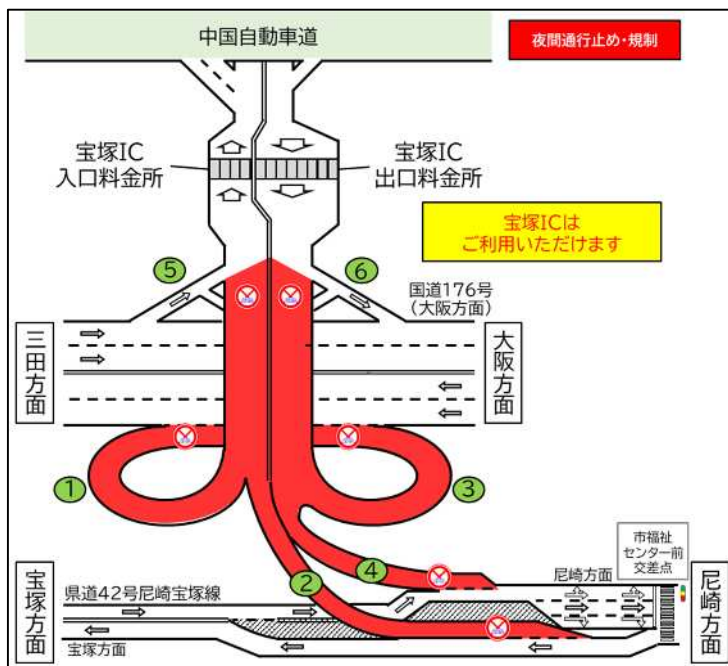 中国自動車道
夜間通行止め・規制
宝塚IC
入口料金所
宝塚IC
出口料金所
宝塚ICは
ご利用いただけます
⑤
⑥
国道176号
(大阪方面)
三田方面
大阪方面
①
③
市福祉
センター前
交差点
②
④
尼崎方面
宝塚方面
県道42号尼崎宝塚線
尼崎方面
宝塚方面